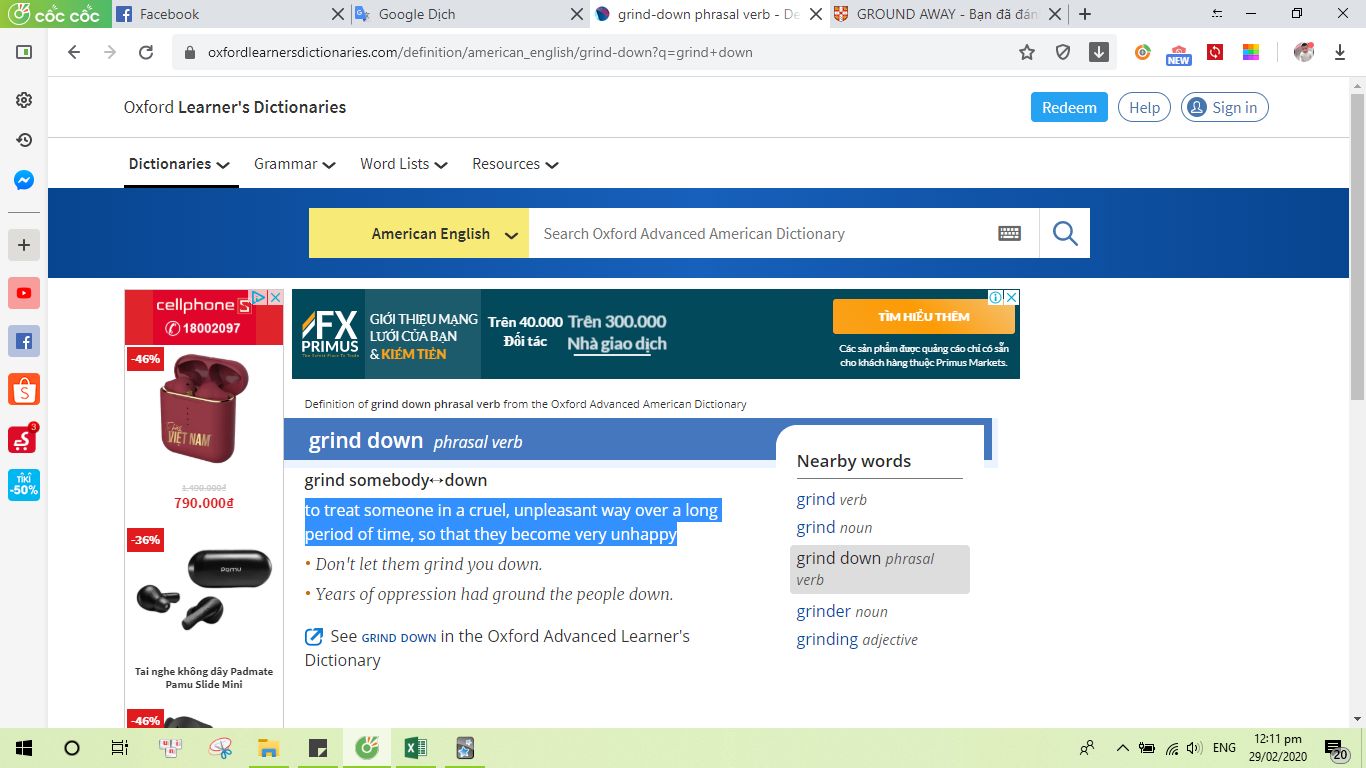 cốc cốc
Facebook
Google Dịch
grind-down phrasal verb - De
GROUND AWAY - Bạn đã đánh
oxfordlearnersdictionaries.com/definition/american_english/grind-down?q=grind+down
NEW
Oxford Learner's Dictionaries
Redeem
Help
Sign in
Dictionaries
Grammar
Word Lists
Resources
American English
Search Oxford Advanced American Dictionary
cellphoneS
18002097
-46%
VIỆT NAM
1.490.000₫
790.000₫
-36%
Pamu
Tai nghe không dây Padmate
Pamu Slide Mini
-46%
FX
PRIMUS
GIỚI THIỆU MẠNG
LƯỚI CỦA BẠN
& KIẾM TIỀN
Trên 40.000
Đối tác
Trên 300.000
Nhà giao dịch
TÌM HIỂU THÊM
Các sản phẩm được quảng cáo chỉ có sẵn
cho khách hàng thuộc Primus Markets.
Definition of grind down phrasal verb from the Oxford Advanced American Dictionary
grind down phrasal verb
grind somebody↔down
to treat someone in a cruel, unpleasant way over a long
period of time, so that they become very unhappy
• Don't let them grind you down.
• Years of oppression had ground the people down.
See GRIND DOWN in the Oxford Advanced Learner's
Dictionary
Nearby words
grind verb
grind noun
grind down phrasal
verb
grinder noun
grinding adjective
3
TIKI
-50%
ENG
12:11 pm
29/02/2020
20